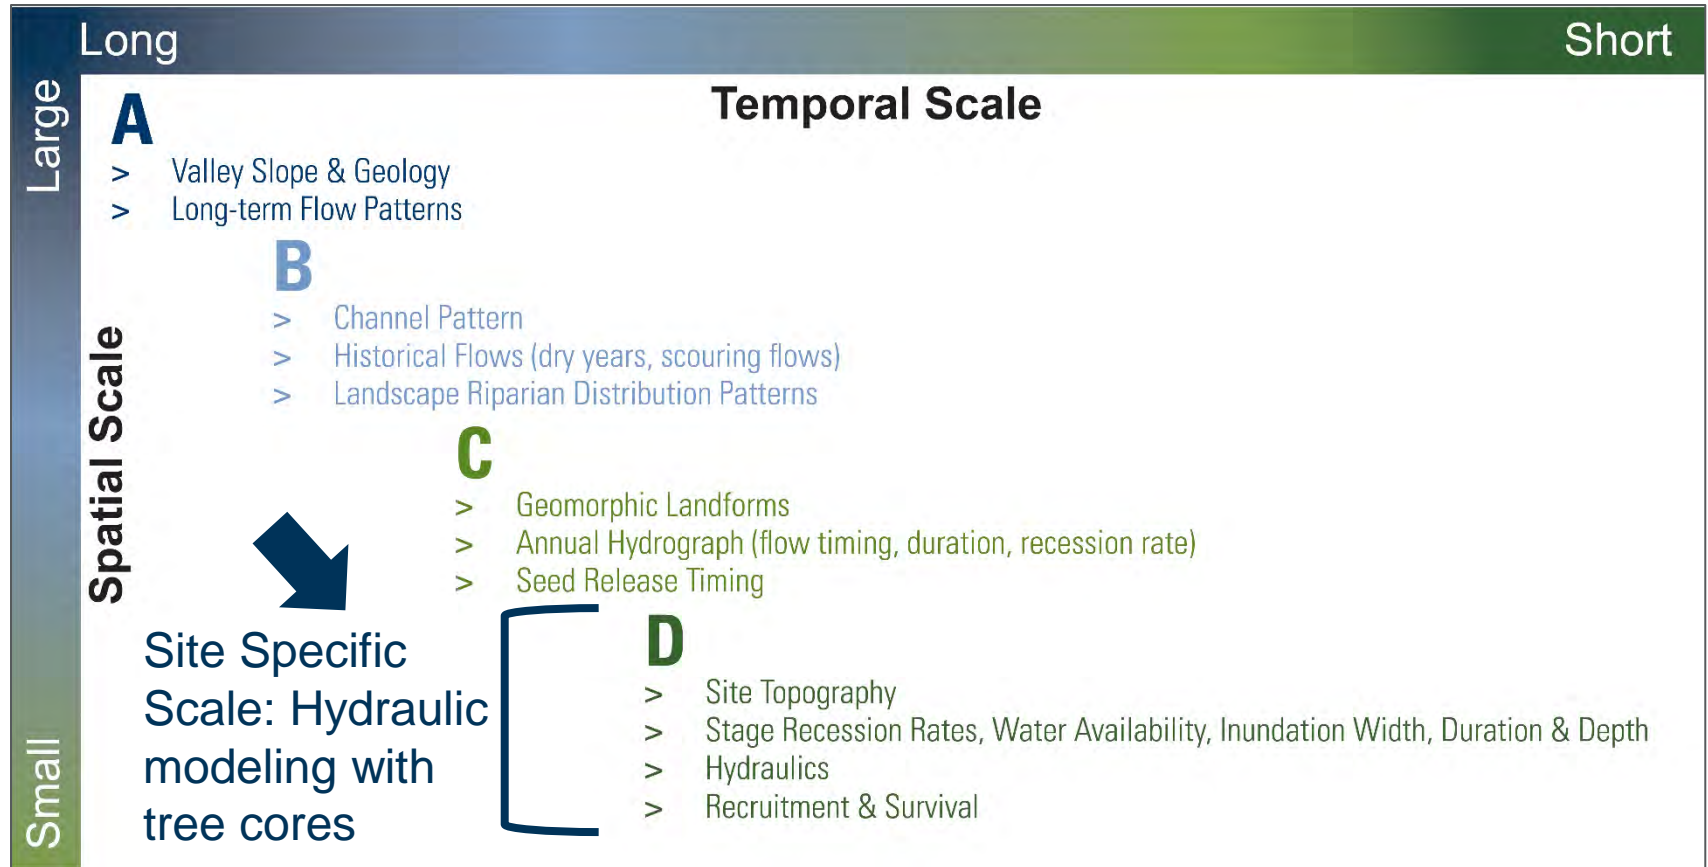 Long
Short
Large
Temporal Scale
A
> Valley Slope & Geology
> Long-term Flow Patterns
B
> Channel Pattern
> Historical Flows (dry years, scouring flows)
> Landscape Riparian Distribution Patterns
Spatial Scale
C
> Geomorphic Landforms
> Annual Hydrograph (flow timing, duration, recession rate)
> Seed Release Timing
Site Specific
Scale: Hydraulic
modeling with
tree cores
D
> Site Topography
> Stage Recession Rates, Water Availability, Inundation Width, Duration & Depth
> Hydraulics
> Recruitment & Survival
Small